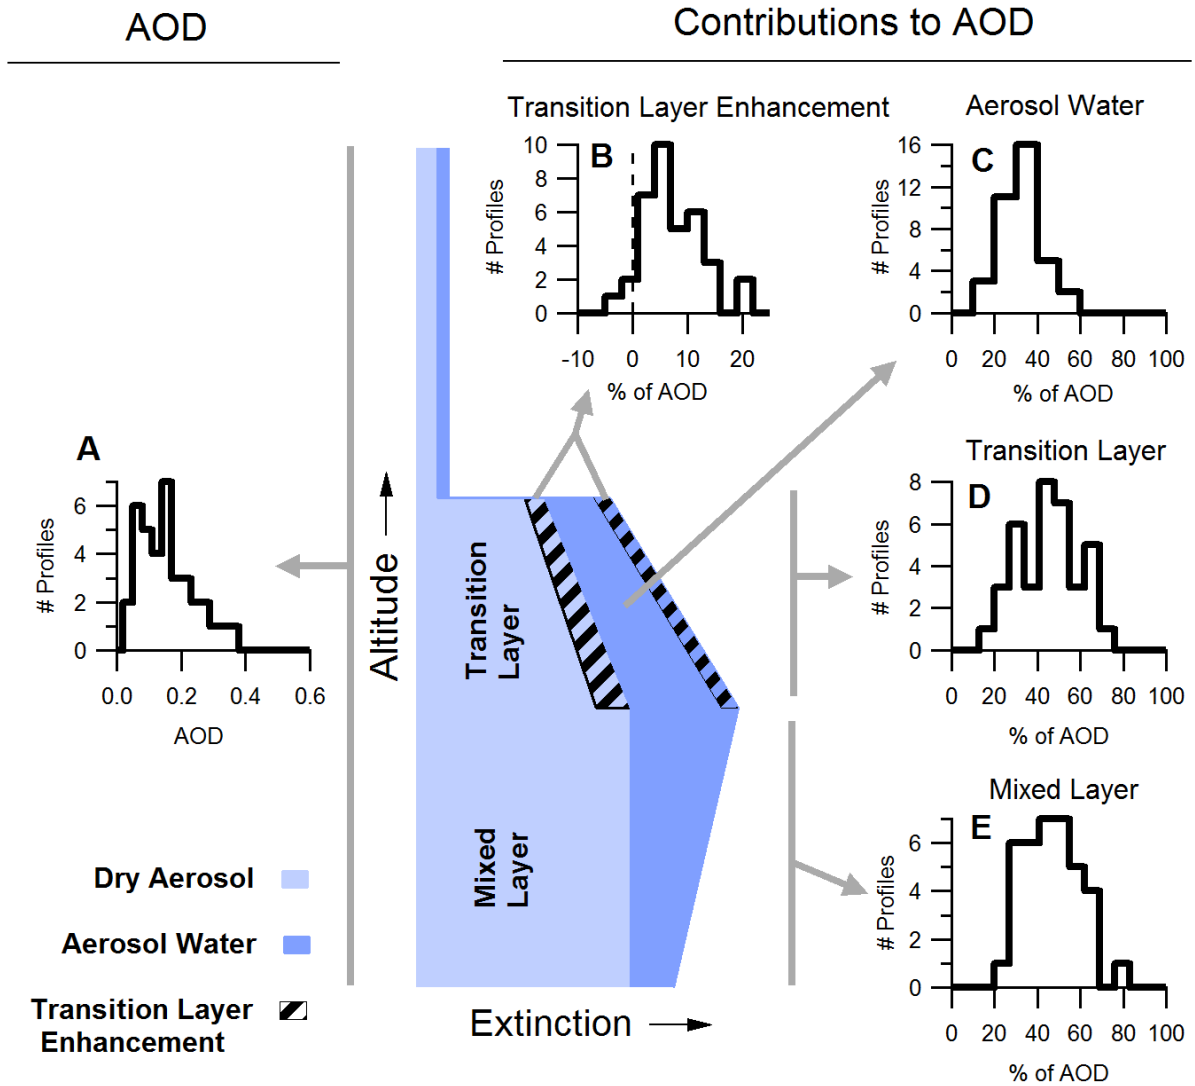 AOD
Contributions to AOD
Transition Layer Enhancement
B
# Profiles
10
8
6
4
2
0
-10 0 10 20
% of AOD
Aerosol Water
C
# Profiles
16
12
8
4
0
0 20 40 60 80 100
% of AOD
A
# Profiles
6
4
2
0
0.0 0.2 0.4 0.6
AOD
Altitude
Transition
Layer
Mixed
Layer
Extinction
Transition Layer
D
# Profiles
8
6
4
2
0
0 20 40 60 80 100
% of AOD
Mixed Layer
E
# Profiles
6
4
2
0
0 20 40 60 80 100
% of AOD
Dry Aerosol
Aerosol Water
Transition Layer
Enhancement